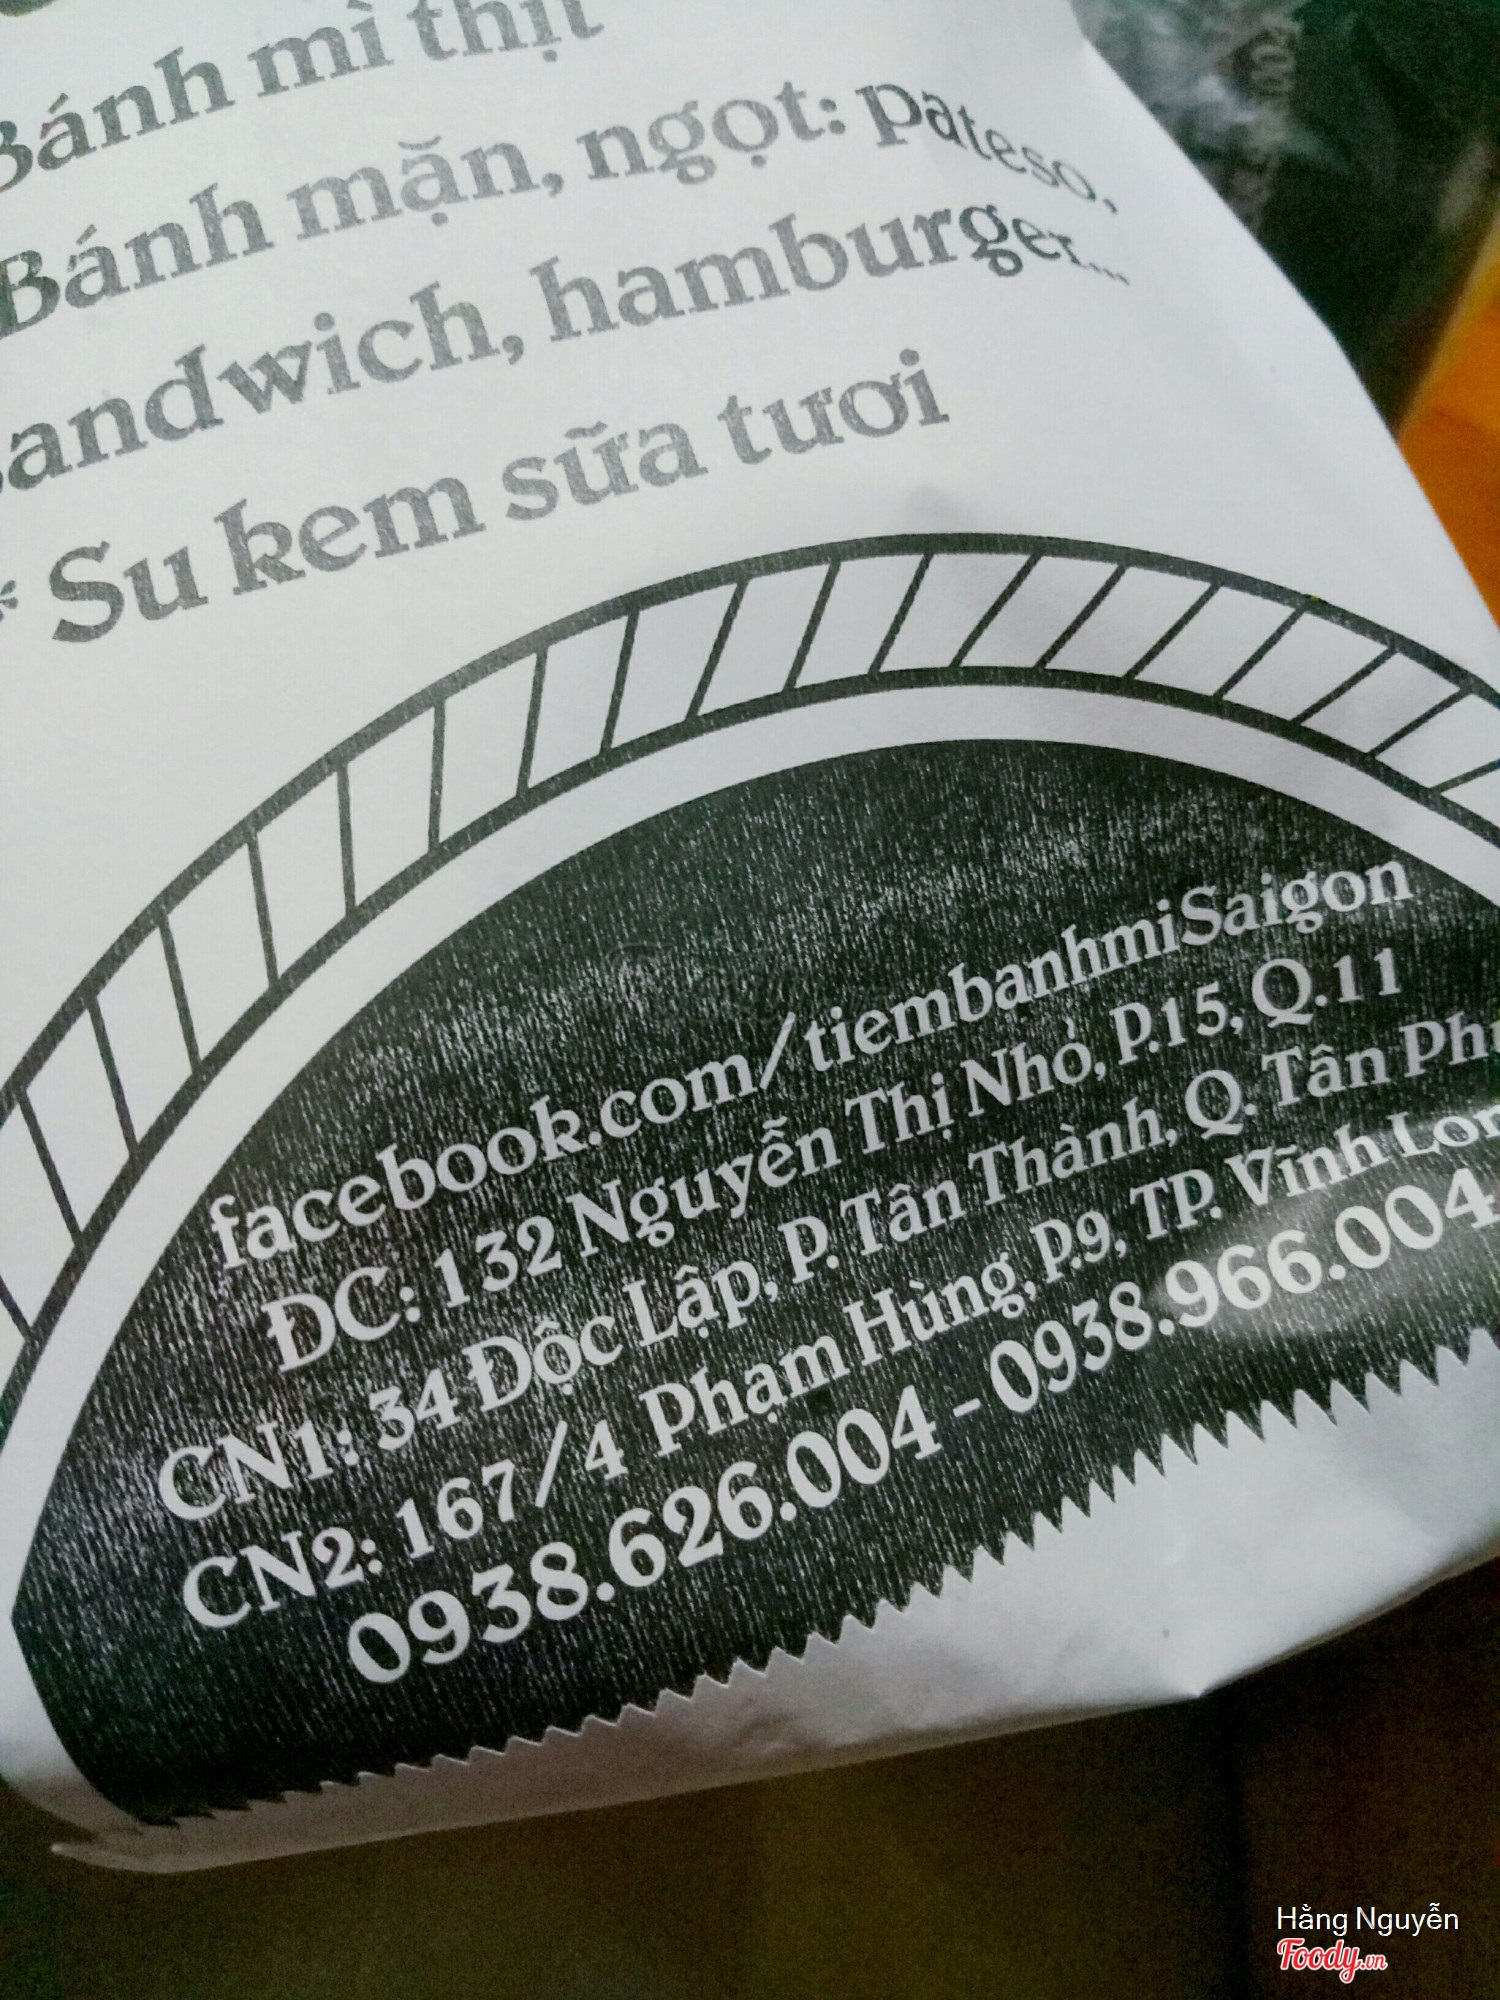 Bánh mì thịt
Bánh mặn, ngọt: pateso,
sandwich, hamburger...
* Su kem sữa tươi
facebook.com/tiembanhmiSaigon
ĐC: 132 Nguyễn Thị Nhỏ, P.15, Q.11
CN1: 34 Độc Lập, P. Tân Thành, Q. Tân Phú
CN2: 167/4 Phạm Hùng, P.9, TP. Vĩnh Lon
0938.626.004 - 0938.966.004
Hằng Nguyễn
Foody.vn